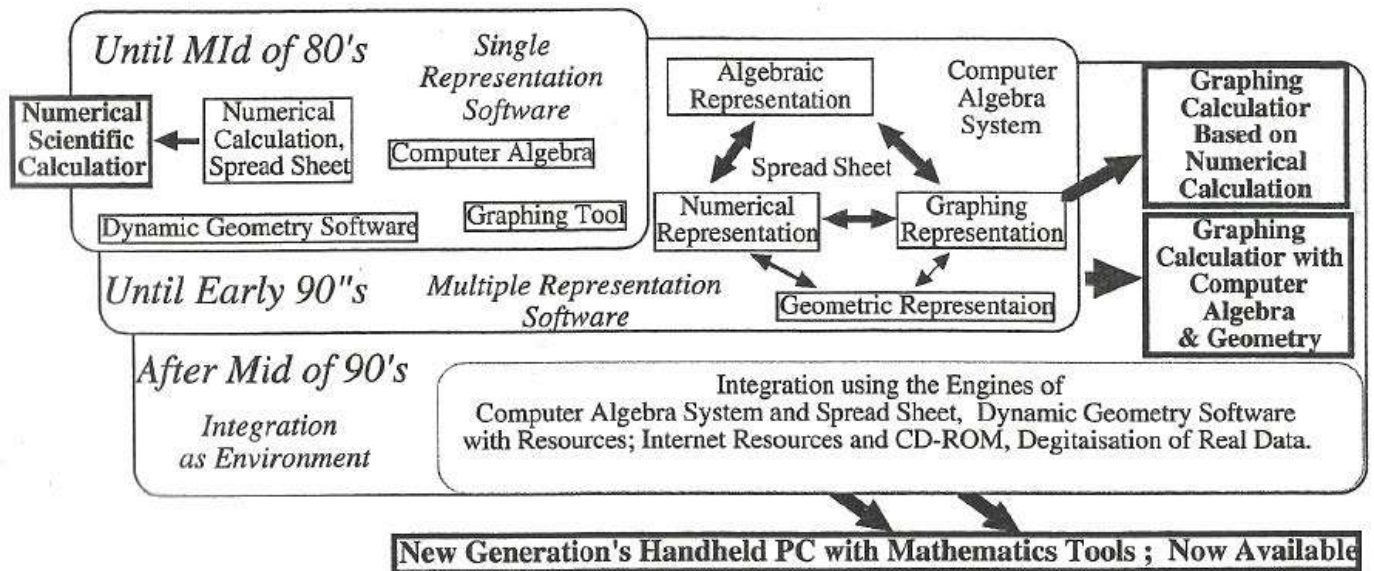 Until MId of 80's
Single
Representation
Software
Numerical
Scientific
Calculatior
Numerical
Calculation,
Spread Sheet
Computer Algebra
Dynamic Geometry Software
Graphing Tool
Algebraic
Representation
Computer
Algebra
System
Spread Sheet
Numerical
Representation
Graphing
Representation
Geometric Representaion
Until Early 90"s
Multiple Representation
Software
Graphing
Calculatior
Based on
Numerical
Calculation
Graphing
Calculatior with
Computer
Algebra
& Geometry
After Mid of 90's
Integration
as Environment
Integration using the Engines of
Computer Algebra System and Spread Sheet, Dynamic Geometry Software
with Resources; Internet Resources and CD-ROM, Degitaisation of Real Data.
New Generation's Handheld PC with Mathematics Tools ; Now Available